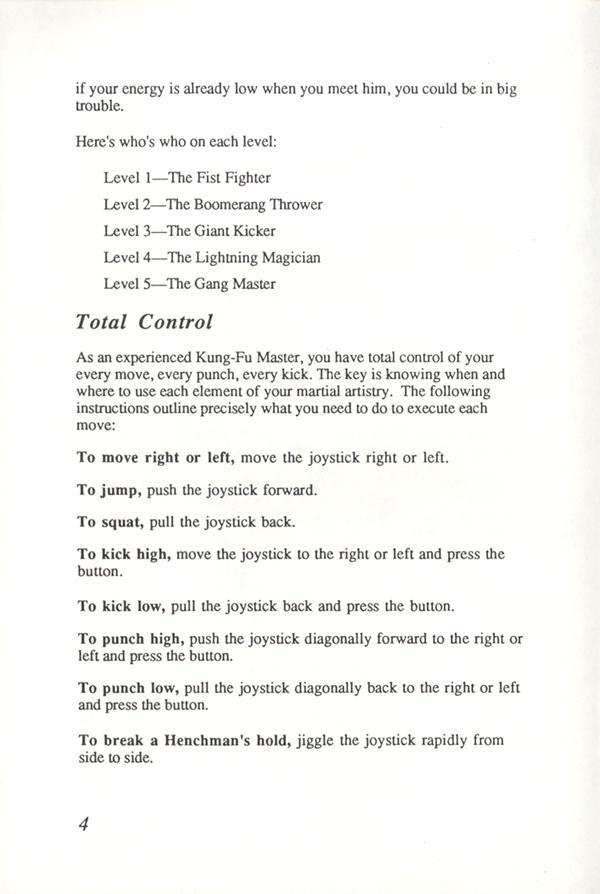 if your energy is already low when you meet him, you could be in big
trouble.
Here's who's who on each level:
Level 1—The Fist Fighter
Level 2—The Boomerang Thrower
Level 3—The Giant Kicker
Level 4—The Lightning Magician
Level 5—The Gang Master
Total Control
As an experienced Kung-Fu Master, you have total control of your
every move, every punch, every kick. The key is knowing when and
where to use each element of your martial artistry. The following
instructions outline precisely what you need to do to execute each
move:
To move right or left, move the joystick right or left.
To jump, push the joystick forward.
To squat, pull the joystick back.
To kick high, move the joystick to the right or left and press the
button.
To kick low, pull the joystick back and press the button.
To punch high, push the joystick diagonally forward to the right or
left and press the button.
To punch low, pull the joystick diagonally back to the right or left
and press the button.
To break a Henchman's hold, jiggle the joystick rapidly from
side to side.
4